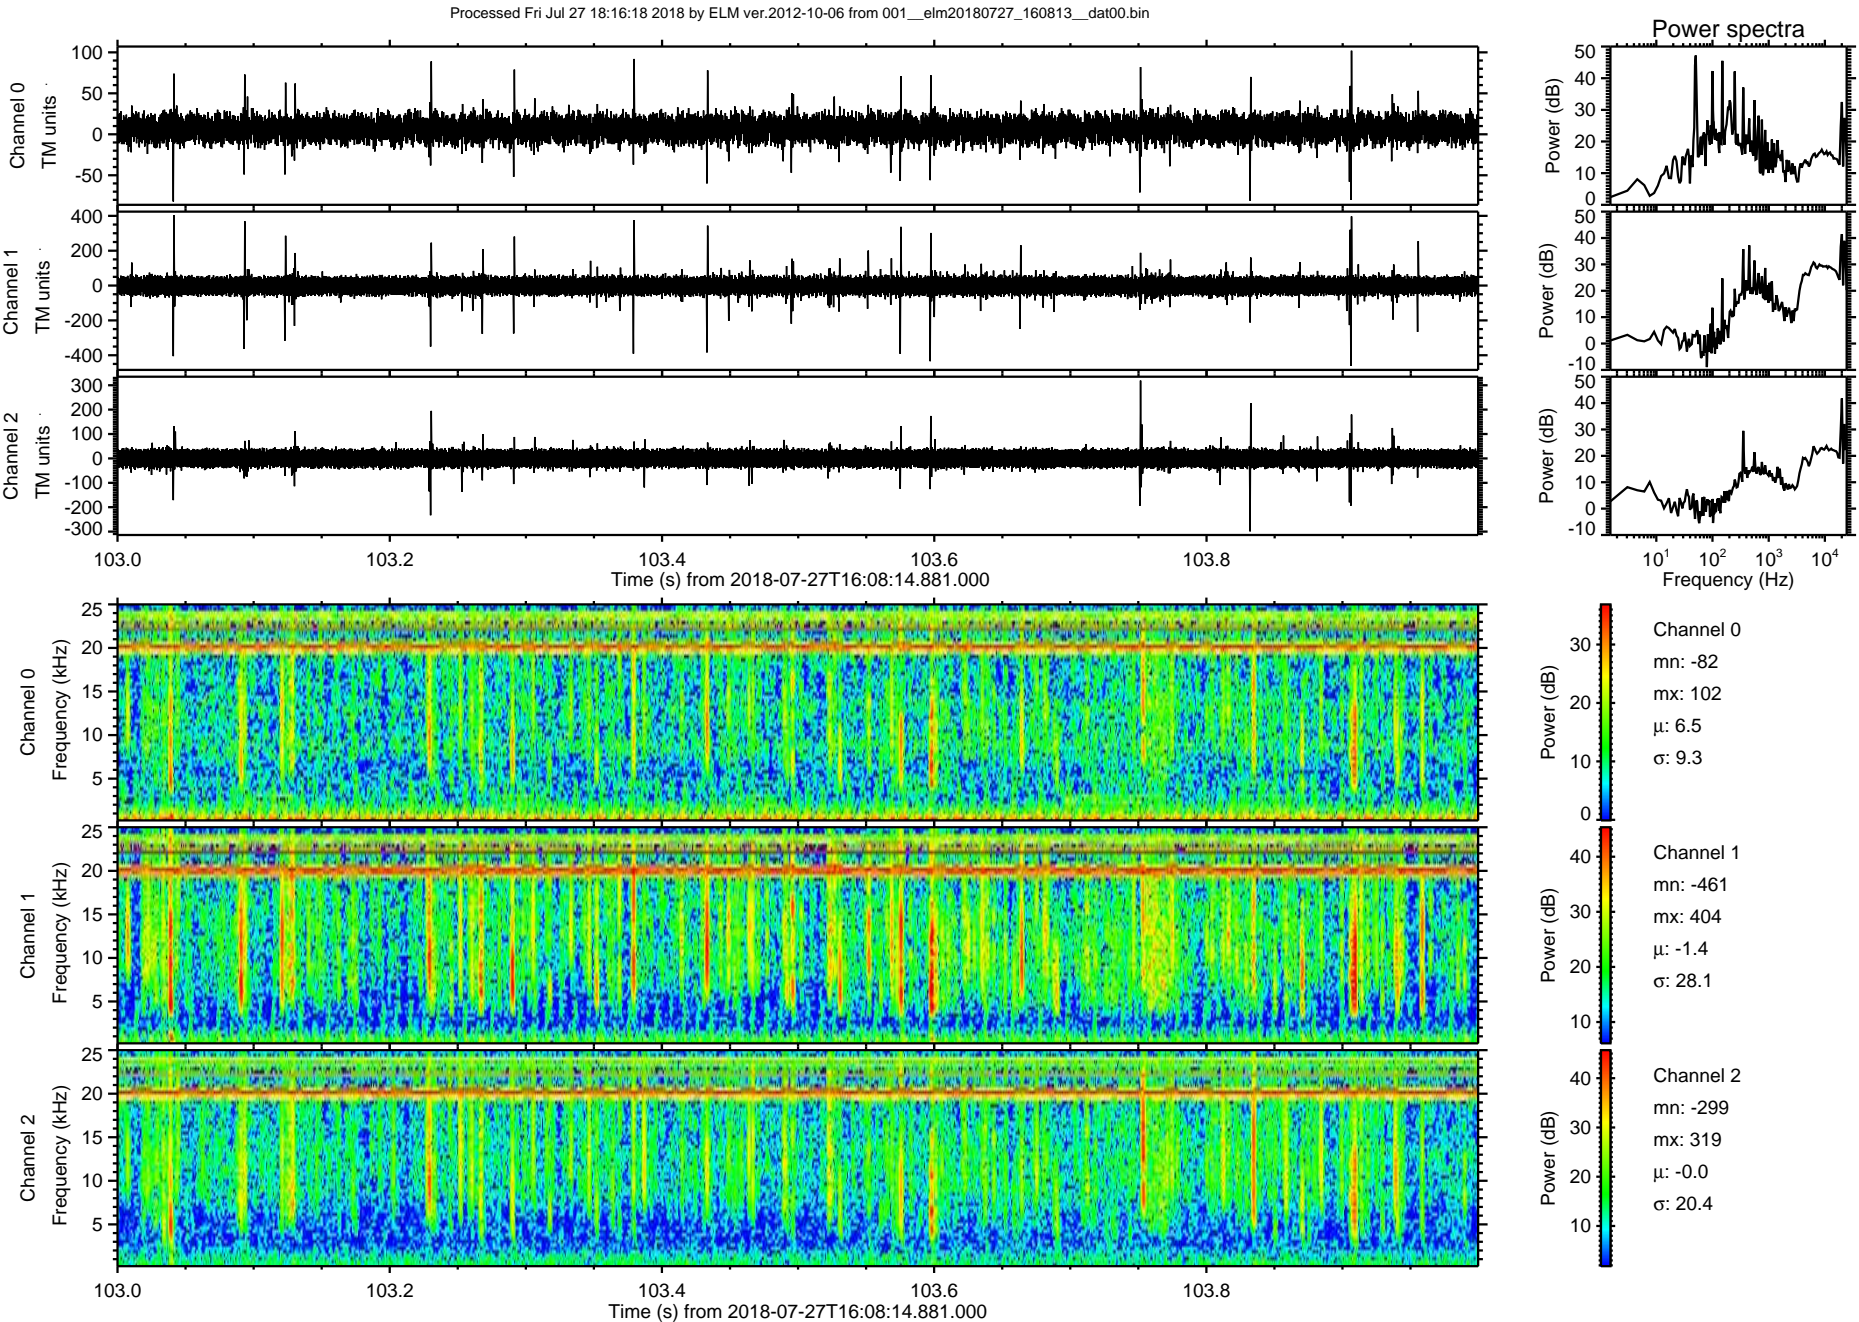 Processed Fri Jul 27 18:16:18 2018 by ELM ver.2012-10-06 from 001__elm20180727_160813__dat00.bin
Power spectra
Channel 0
TM units
100
50
0
-50
Power (dB)
50
40
30
20
10
0
Channel 1
TM units
400
200
0
-200
-400
Power (dB)
50
40
30
20
10
0
-10
Channel 2
TM units
300
200
100
0
-100
-200
-300
Power (dB)
50
40
30
20
10
0
-10
103.0 103.2 103.4 103.6 103.8
Time (s) from 2018-07-27T16:08:14.881.000
10^1 10^2 10^3 10^4
Frequency (Hz)
Channel 0
Frequency (kHz)
25
20
15
10
5
Power (dB)
30
20
10
0
Channel 0
mn: -82
mx: 102
μ: 6.5
σ: 9.3
Channel 1
Frequency (kHz)
25
20
15
10
5
Power (dB)
40
30
20
10
Channel 1
mn: -461
mx: 404
μ: -1.4
σ: 28.1
Channel 2
Frequency (kHz)
25
20
15
10
5
Power (dB)
40
30
20
10
Channel 2
mn: -299
mx: 319
μ: -0.0
σ: 20.4
103.0 103.2 103.4 103.6 103.8
Time (s) from 2018-07-27T16:08:14.881.000